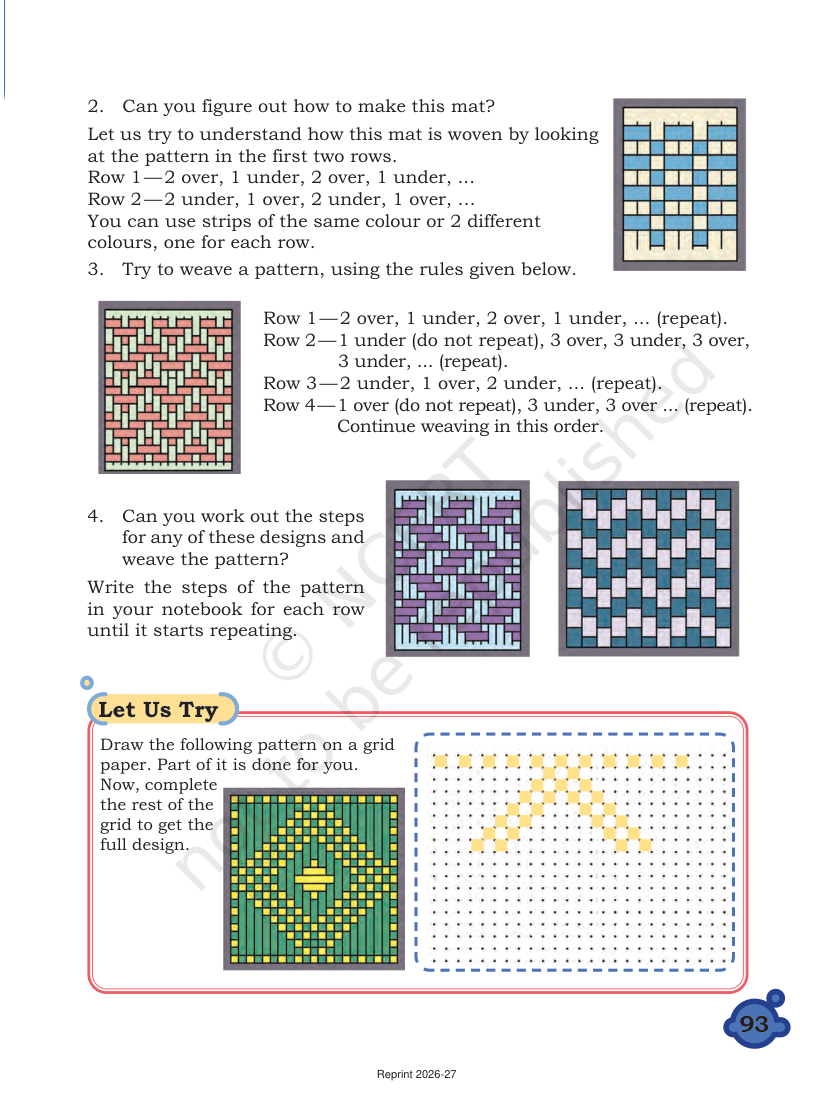 2. Can you figure out how to make this mat?
Let us try to understand how this mat is woven by looking
at the pattern in the first two rows.
Row 1—2 over, 1 under, 2 over, 1 under, ...
Row 2—2 under, 1 over, 2 under, 1 over, ...
You can use strips of the same colour or 2 different
colours, one for each row.
3. Try to weave a pattern, using the rules given below.
Row 1—2 over, 1 under, 2 over, 1 under, ... (repeat).
Row 2—1 under (do not repeat), 3 over, 3 under, 3 over,
3 under, ... (repeat).
Row 3—2 under, 1 over, 2 under, ... (repeat).
Row 4—1 over (do not repeat), 3 under, 3 over ... (repeat).
Continue weaving in this order.
4. Can you work out the steps
for any of these designs and
weave the pattern?
Write the steps of the pattern
in your notebook for each row
until it starts repeating.
© NCERT
not to be republished
Let Us Try
Draw the following pattern on a grid
paper. Part of it is done for you.
Now, complete
the rest of the
grid to get the
full design.
93
Reprint 2026-27